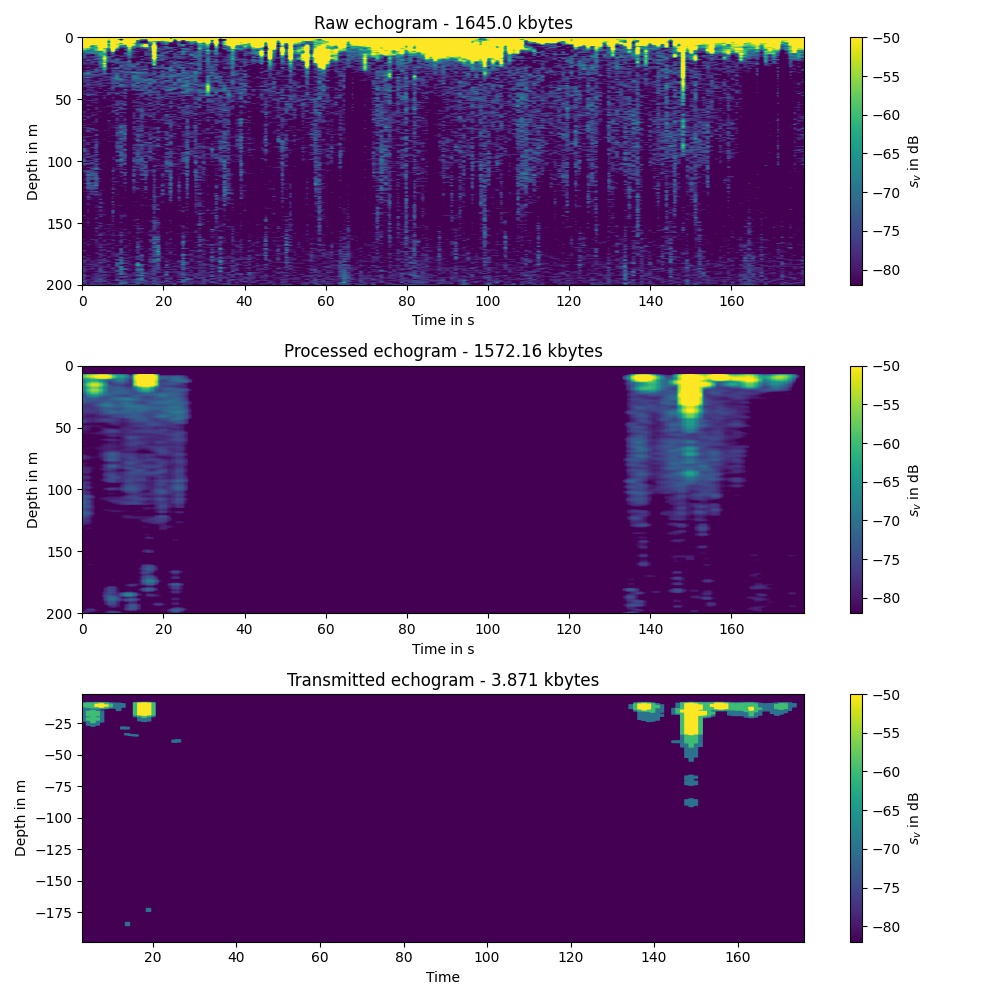 Raw echogram - 1645.0 kbytes
0
50
100
150
200
Depth in m
0 20 40 60 80 100 120 140 160
Time in s
−50
−55
−60
−65
−70
−75
−80
s_v in dB
Processed echogram - 1572.16 kbytes
0
50
100
150
200
Depth in m
0 20 40 60 80 100 120 140 160
Time in s
−50
−55
−60
−65
−70
−75
−80
s_v in dB
Transmitted echogram - 3.871 kbytes
−25
−50
−75
−100
−125
−150
−175
Depth in m
20 40 60 80 100 120 140 160
Time
−50
−55
−60
−65
−70
−75
−80
s_v in dB